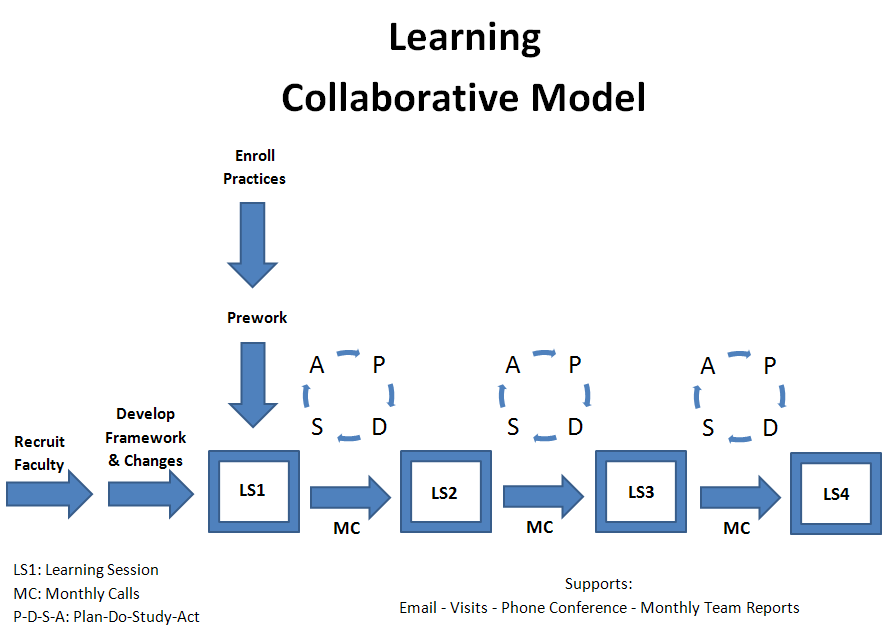 Learning
Collaborative Model
Enroll
Practices
Prework
A P
S D
A P
S D
A P
S D
Recruit
Faculty
Develop
Framework
& Changes
LS1
MC
LS2
MC
LS3
MC
LS4
LS1: Learning Session
MC: Monthly Calls
P-D-S-A: Plan-Do-Study-Act
Supports:
Email - Visits - Phone Conference - Monthly Team Reports